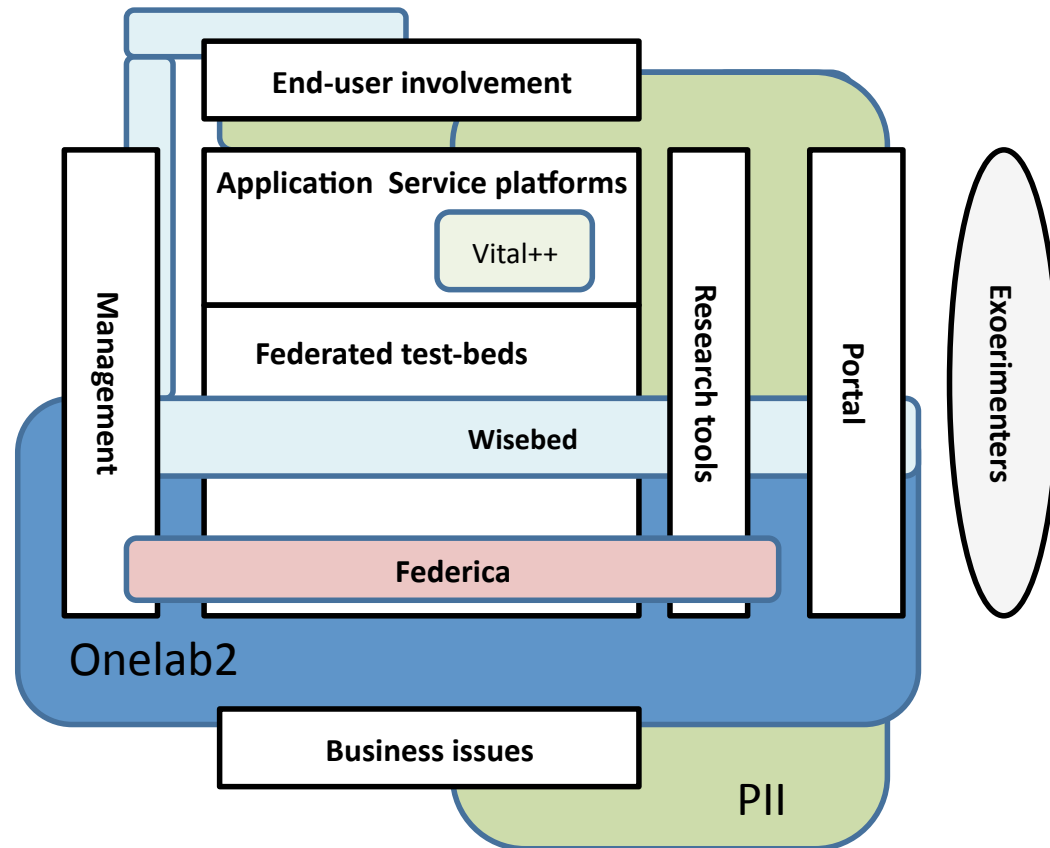 End-user involvement
Application  Service platforms
Vital++
Management
Federated test-beds
Research tools
Portal
Exoerimenters
Wisebed
Federica
Onelab2
Business issues
PII